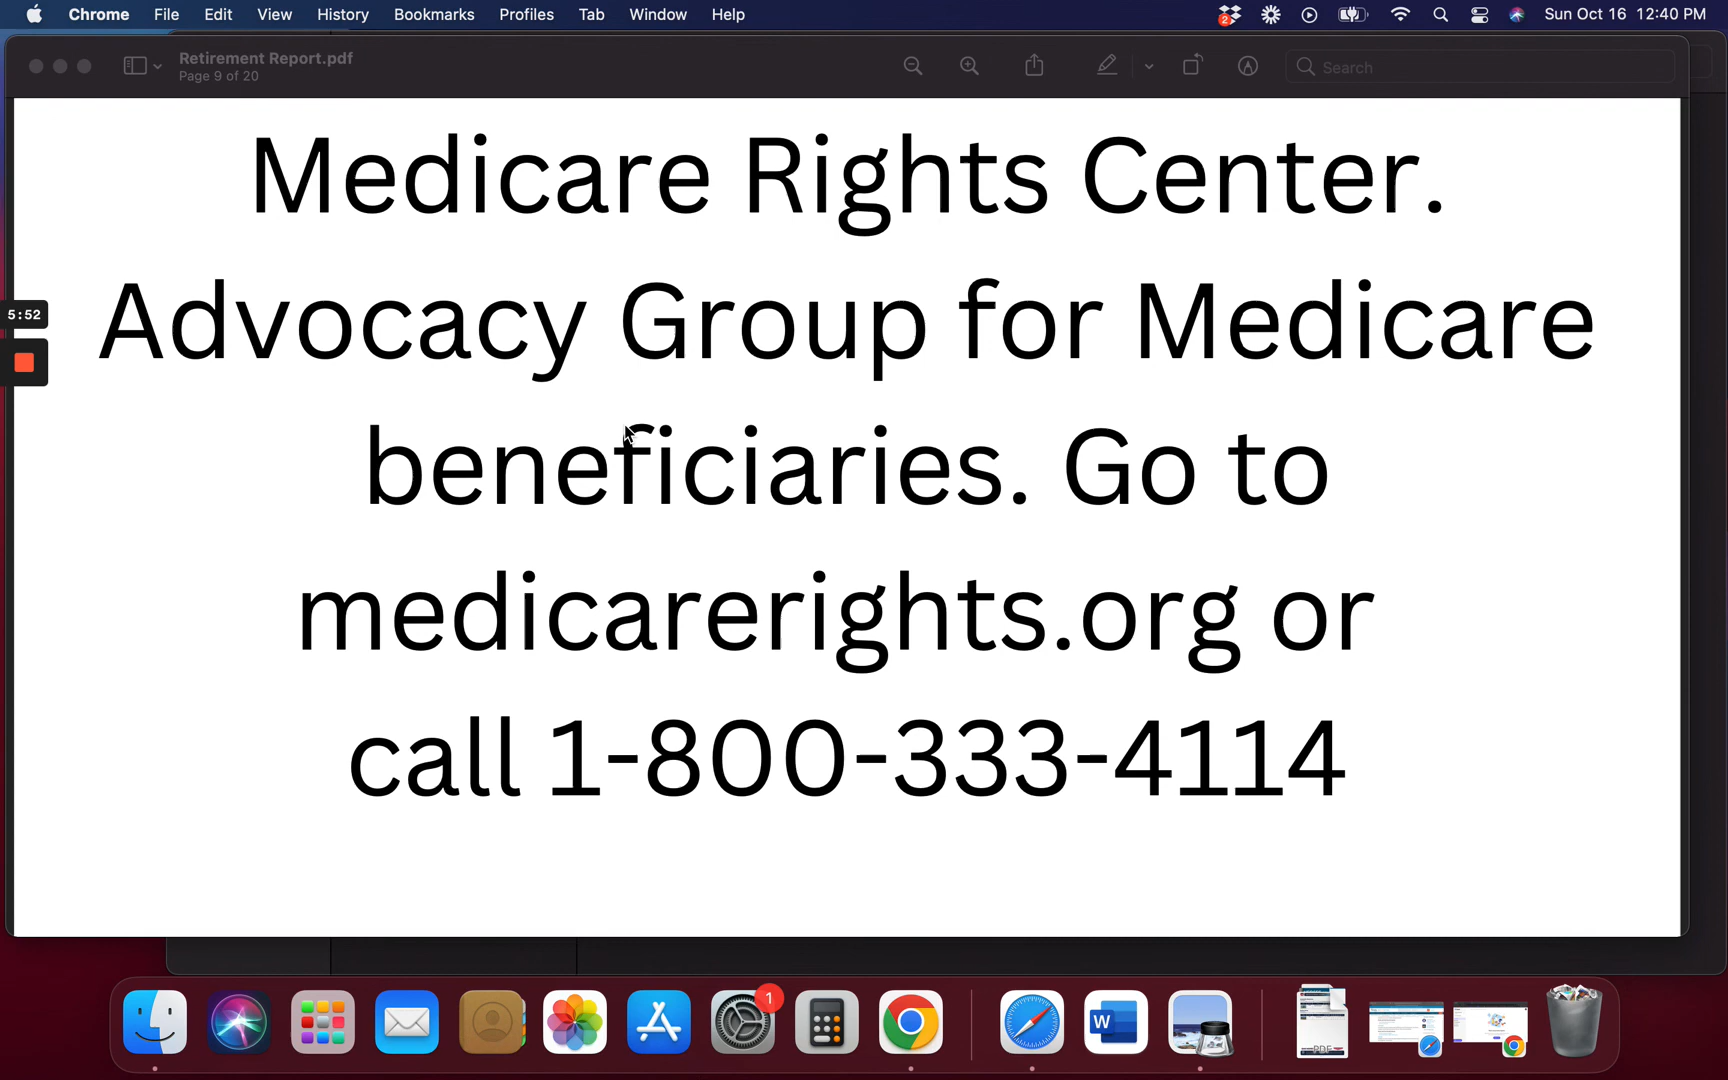 Chrome File Edit View History Bookmarks Profiles Tab Window Help 2 Sun Oct 16 12:40 PM
Retirement Report.pdf
Page 9 of 20
Search
Medicare Rights Center.
Advocacy Group for Medicare
5:52
beneficiaries. Go to
medicarerights.org or
call 1-800-333-4114
1
W
PDF